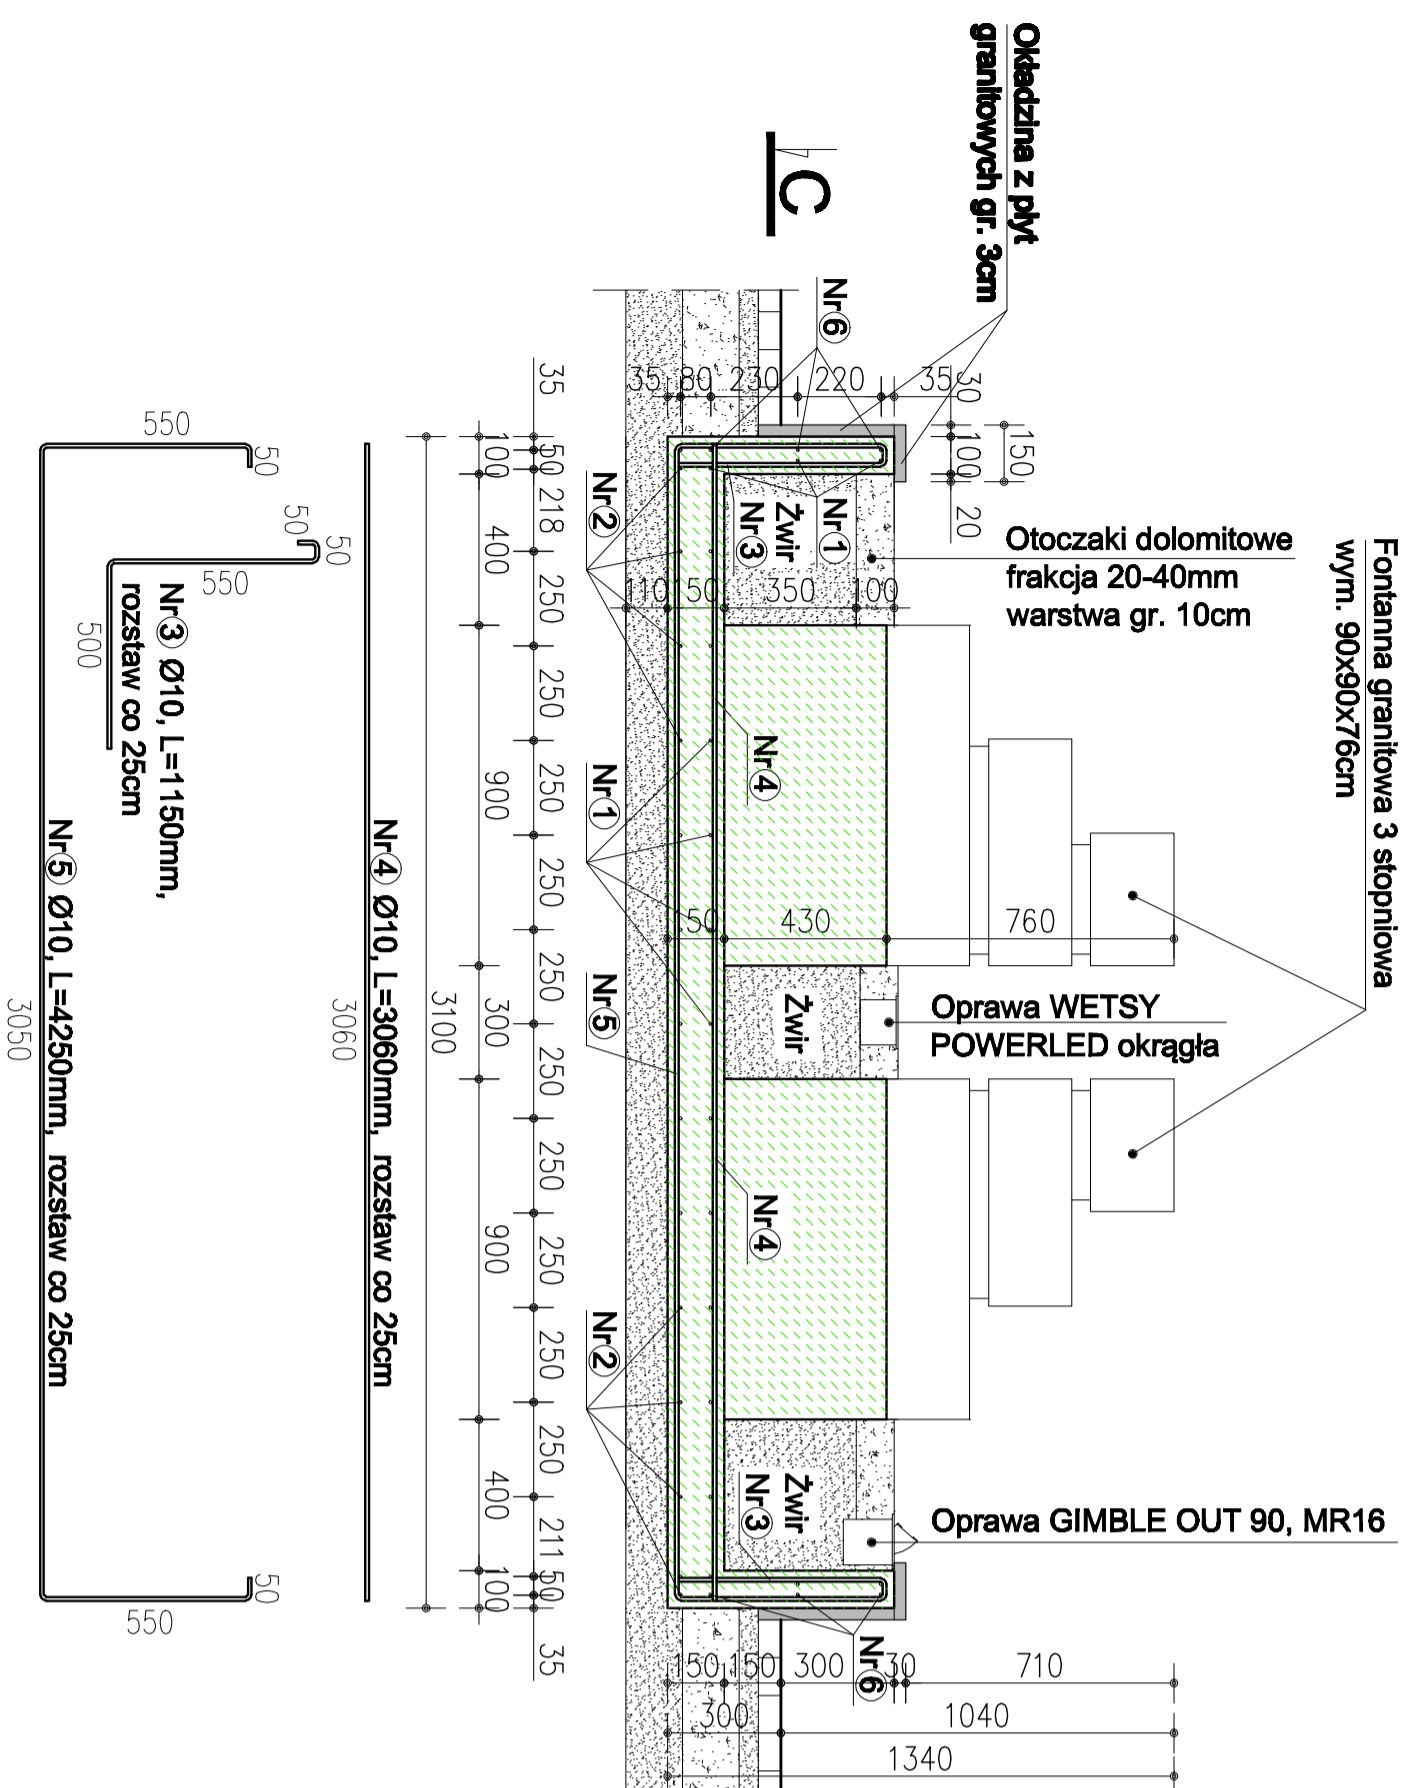 Fontanna granitowa 3 stopniowa
wym. 90x90x76cm
Okładzina z płyt
granitowych gr. 3cm
C
Otoczaki dolomitowe
frakcja 20-40mm
warstwa gr. 10cm
Oprawa WETSY
POWERLED okrągła
Oprawa GIMBLE OUT 90, MR16
150
30 100 20
35 80 230 220 35
Nr6
Nr1
Żwir
Nr3
110 50 350 100
Nr4
50 430 760
Żwir
Nr4
Żwir
Nr3
Nr6
150 150 300 30 710
300 1040
1340
Nr2
Nr1
Nr5
Nr2
35 50 218 250 250 250 250 250 250 250 250 250 250 211 50 35
100 400 900 300 900 400 100
3100
Nr4 Ø10, L=3060mm, rozstaw co 25cm
3060
550
50
50
50
550
Nr3 Ø10, L=1150mm,
rozstaw co 25cm
500
Nr5 Ø10, L=4250mm, rozstaw co 25cm
3050
50
550